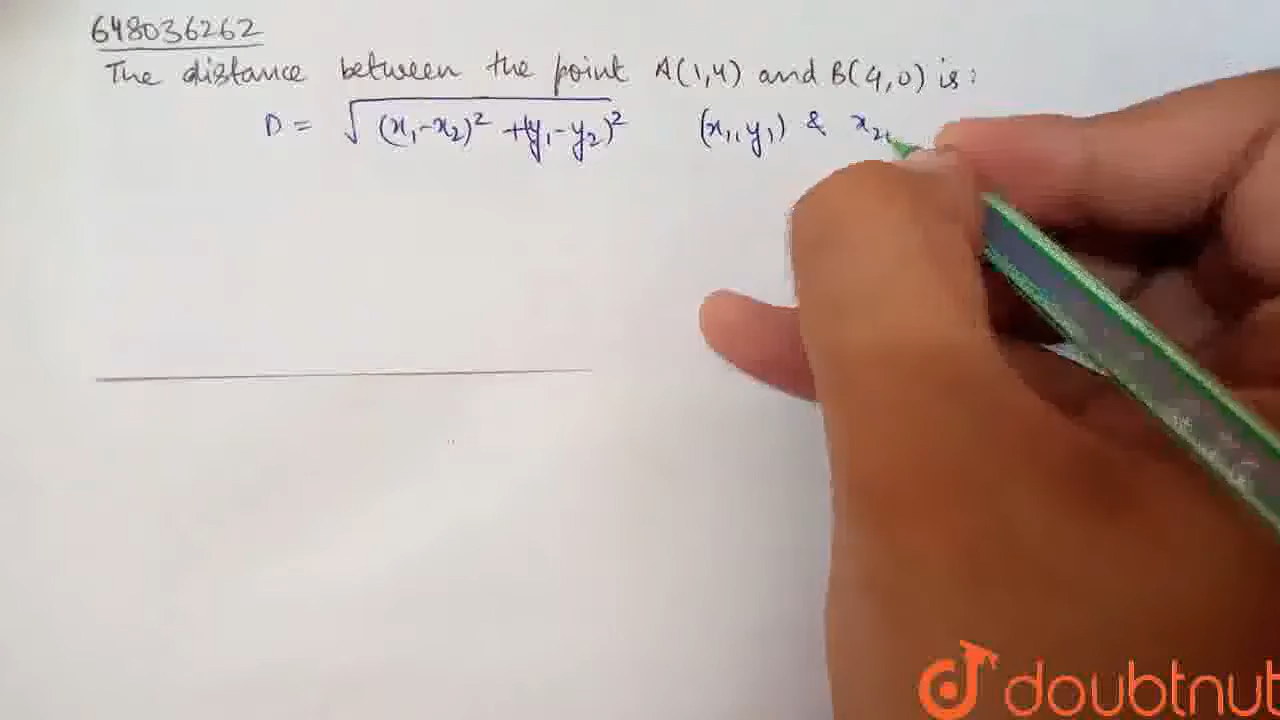 648036262
The distance between the point A(1,4) and B(4,0) is:
D = √(x₁-x₂)² + (y₁-y₂)² (x₁, y₁) & x₂,
doubtnut